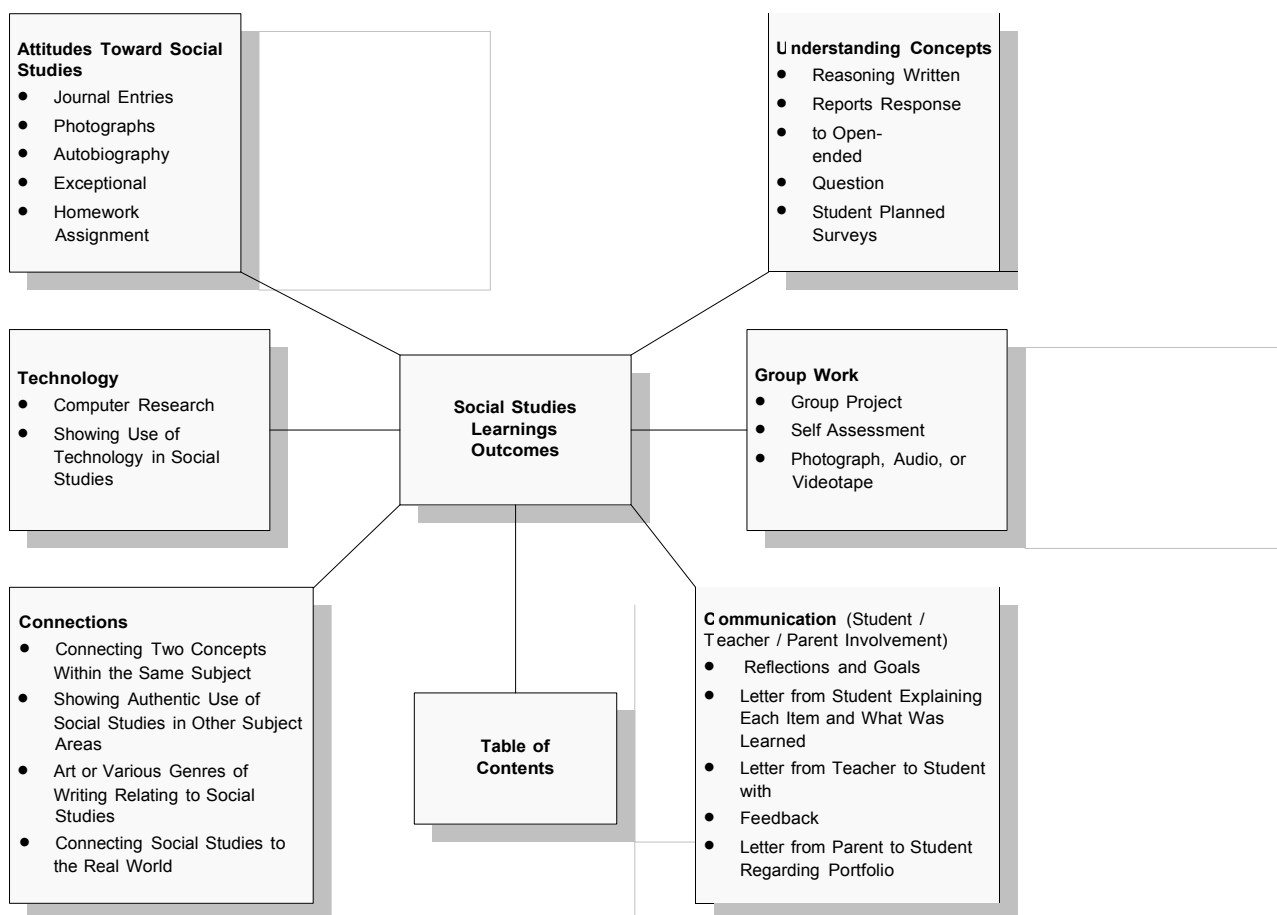 Attitudes Toward Social
Studies
● Journal Entries
● Photographs
● Autobiography
● Exceptional
● Homework
Assignment
Understanding Concepts
● Reasoning Written
● Reports Response
● to Open-
ended
● Question
● Student Planned
Surveys
Technology
● Computer Research
● Showing Use of
Technology in Social
Studies
Social Studies
Learnings
Outcomes
Group Work
● Group Project
● Self Assessment
● Photograph, Audio, or
Videotape
Connections
● Connecting Two Concepts
Within the Same Subject
● Showing Authentic Use of
Social Studies in Other Subject
Areas
● Art or Various Genres of
Writing Relating to Social
Studies
● Connecting Social Studies to
the Real World
Table of
Contents
Communication (Student /
Teacher / Parent Involvement)
● Reflections and Goals
● Letter from Student Explaining
Each Item and What Was
Learned
● Letter from Teacher to Student
with
● Feedback
● Letter from Parent to Student
Regarding Portfolio